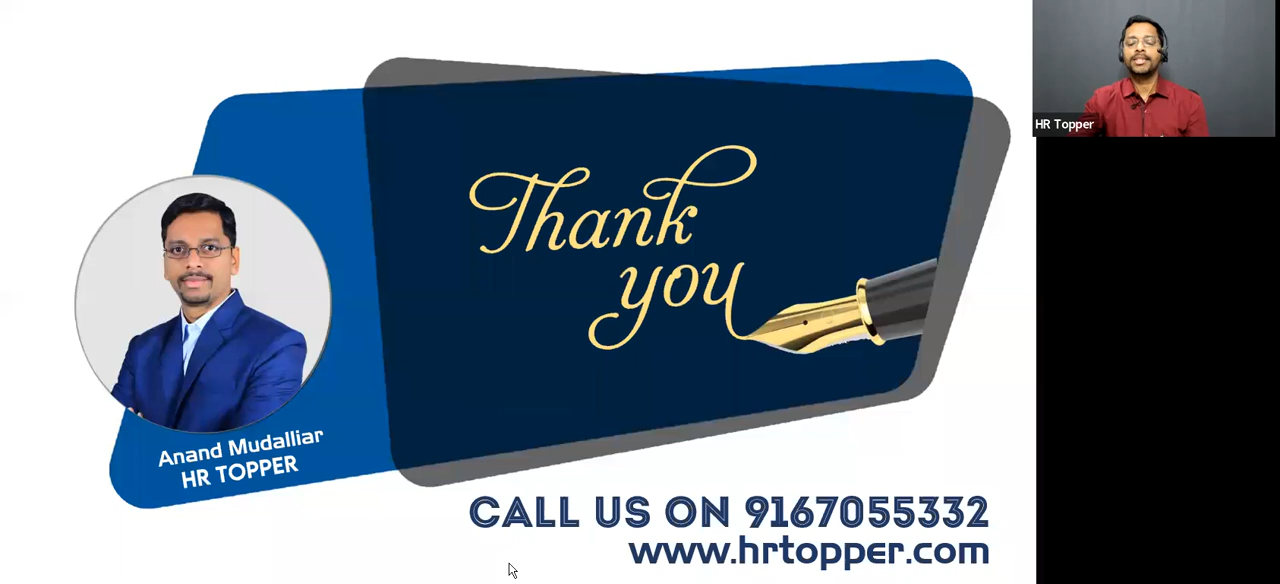 HR Topper
Thank
you
Anand Mudalliar
HR TOPPER
CALL US ON 9167055332
www.hrtopper.com